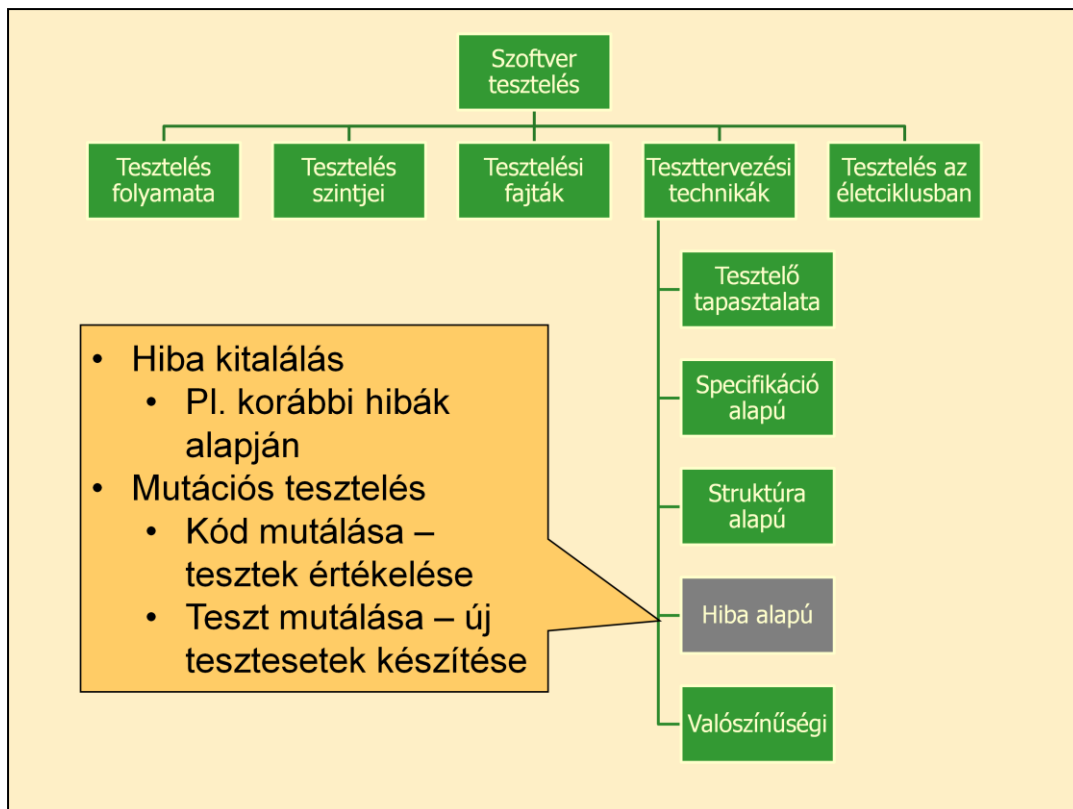 Szoftver
tesztelés
Tesztelés
folyamata
Tesztelés
szintjei
Tesztelési
fajták
Teszttervezési
technikák
Tesztelés az
életciklusban
Tesztelő
tapasztalata
Specifikáció
alapú
Struktúra
alapú
Hiba alapú
Valószínűségi
• Hiba kitalálás
• Pl. korábbi hibák
alapján
• Mutációs tesztelés
• Kód mutálása –
tesztek értékelése
• Teszt mutálása – új
tesztesetek készítése